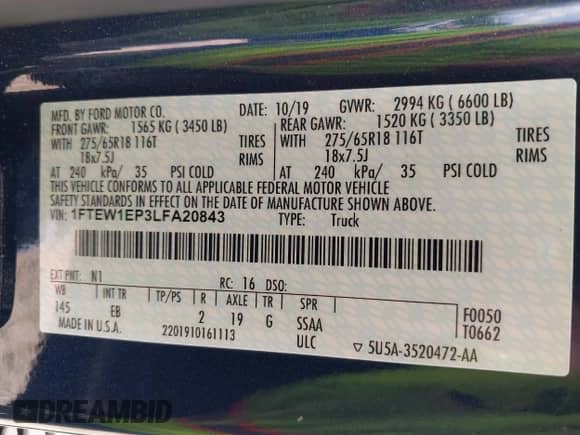 MFD. BY FORD MOTOR CO.
DATE: 10/19 GVWR: 2994 KG ( 6600 LB)
FRONT GAWR: 1565 KG ( 3450 LB) REAR GAWR: 1520 KG ( 3350 LB)
WITH 275/65R18 116T TIRES WITH 275/65R18 116T TIRES
18x7.5J RIMS 18x7.5J RIMS
AT 240 kPa/ 35 PSI COLD AT 240 kPa/ 35 PSI COLD
THIS VEHICLE CONFORMS TO ALL APPLICABLE FEDERAL MOTOR VEHICLE
SAFETY STANDARDS IN EFFECT ON THE DATE OF MANUFACTURE SHOWN ABOVE.
VIN: 1FTEW1EP3LFA20843 TYPE: Truck
EXT PNT: N1 RC: 16 DSO:
WB INT TR TP/PS R AXLE TR SPR
145 EB 2 19 G SSAA F0050
MADE IN U.S.A. 2201910161113 ULC T0662
▽ 5U5A-3520472-AA
DREAMBID